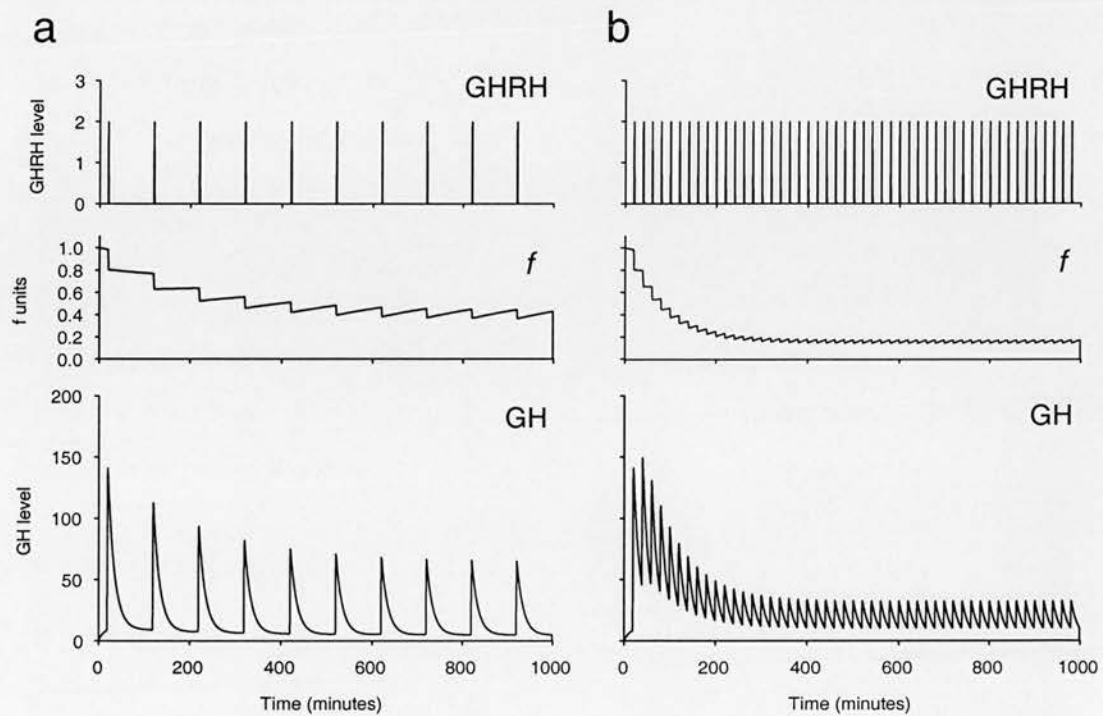 a
GHRH
GHRH level
3
2
1
0
f
f units
1.0
0.8
0.6
0.4
0.2
0.0
GH
GH level
200
150
100
50
0
0 200 400 600 800 1000
Time (minutes)
b
GHRH
f
GH
0 200 400 600 800 1000
Time (minutes)